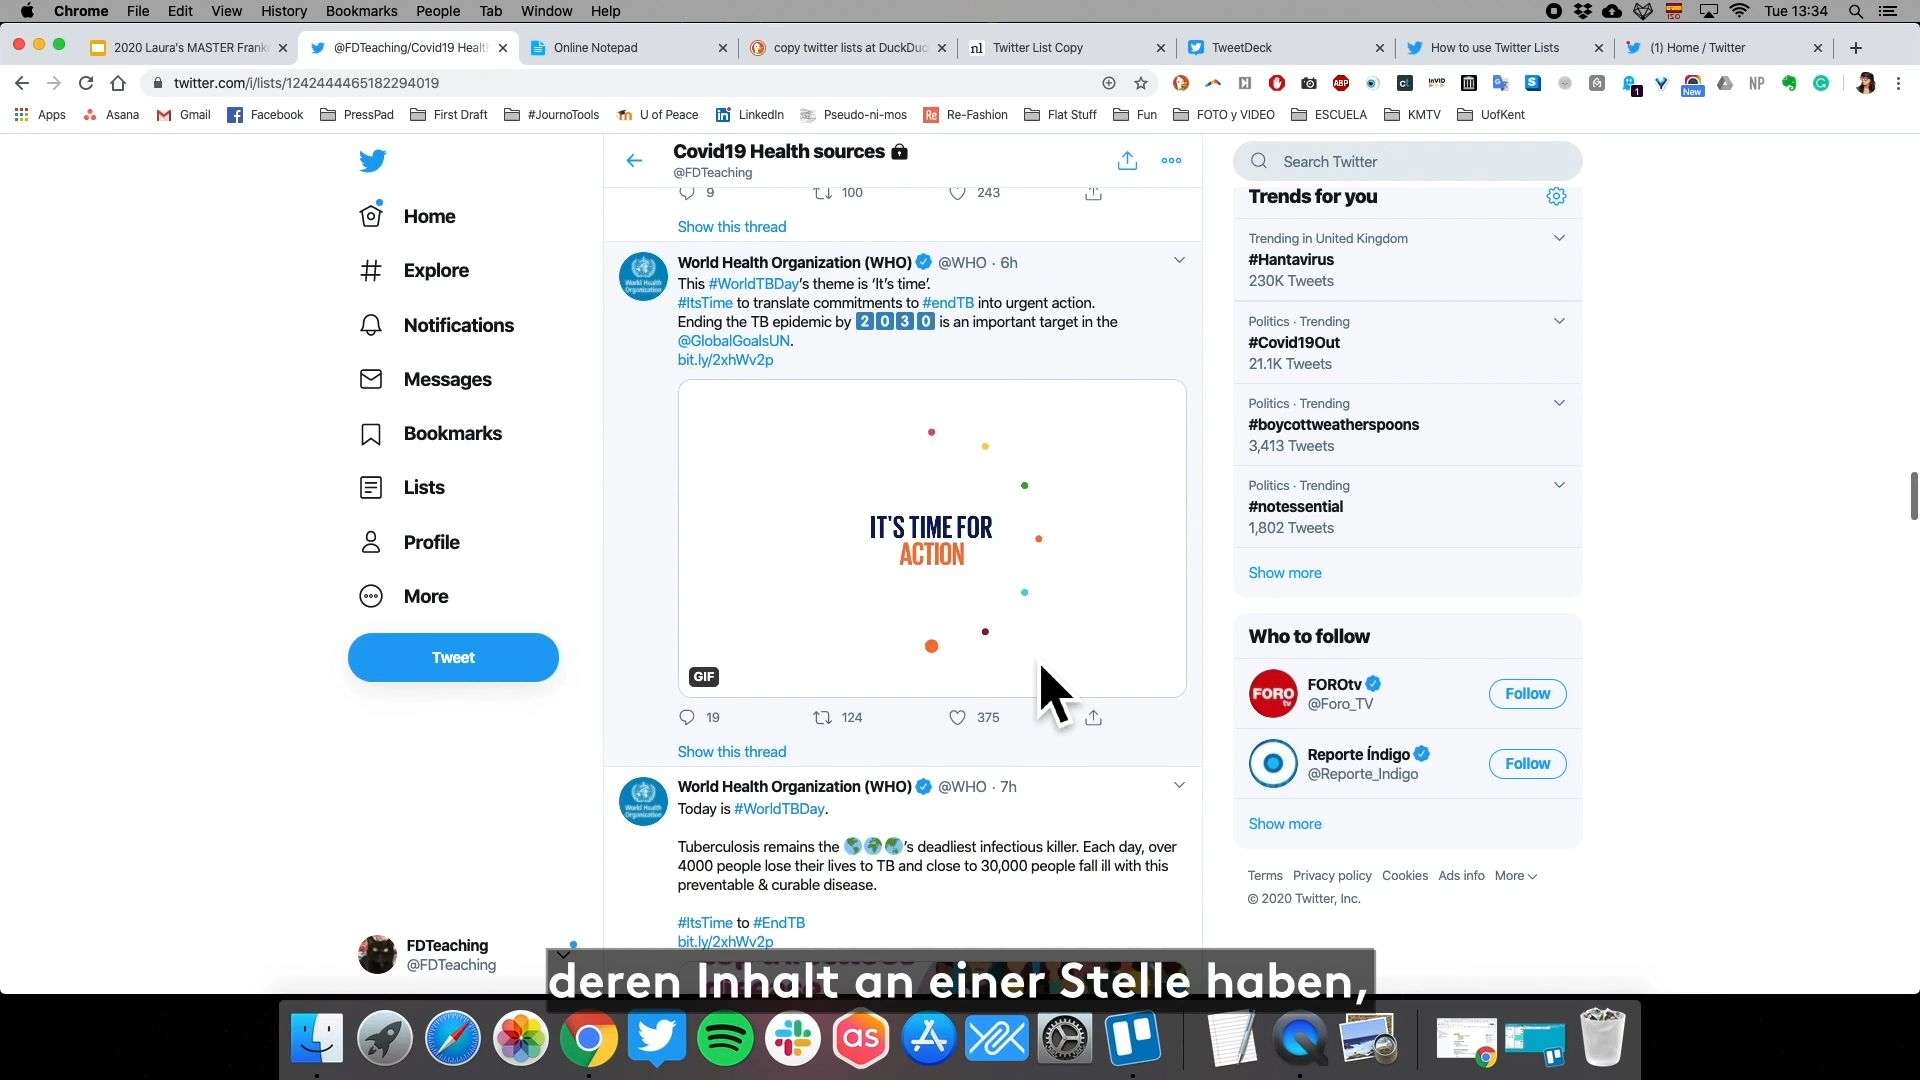 Chrome File Edit View History Bookmarks People Tab Window Help
Tue 13:34
2020 Laura's MASTER Frank
@FDTeaching/Covid19 Healt
Online Notepad
copy twitter lists at DuckDuc
Twitter List Copy
TweetDeck
How to use Twitter Lists
(1) Home / Twitter
twitter.com/i/lists/1242444465182294019
Apps Asana Gmail Facebook PressPad First Draft #JournoTools U of Peace LinkedIn Pseudo-ni-mos Re-Fashion Flat Stuff Fun FOTO y VIDEO ESCUELA KMTV UofKent
Home
Explore
Notifications
Messages
Bookmarks
Lists
Profile
More
Tweet
FDTeaching
@FDTeaching
Covid19 Health sources
@FDTeaching
9 100 243
Show this thread
World Health Organization (WHO) @WHO · 6h
This #WorldTBDay's theme is 'It's time'.
#ItsTime to translate commitments to #endTB into urgent action.
Ending the TB epidemic by 2030 is an important target in the
@GlobalGoalsUN.
bit.ly/2xhWv2p
IT'S TIME FOR
ACTION
GIF
19 124 375
Show this thread
World Health Organization (WHO) @WHO · 7h
Today is #WorldTBDay.
Tuberculosis remains the 🌎🌍🌏's deadliest infectious killer. Each day, over
4000 people lose their lives to TB and close to 30,000 people fall ill with this
preventable & curable disease.
#ItsTime to #EndTB
bit.ly/2xhWv2p
Search Twitter
Trends for you
Trending in United Kingdom
#Hantavirus
230K Tweets
Politics · Trending
#Covid19Out
21.1K Tweets
Politics · Trending
#boycottweatherspoons
3,413 Tweets
Politics · Trending
#notessential
1,802 Tweets
Show more
Who to follow
FOROtv
@Foro_TV
Follow
Reporte Índigo
@Reporte_Indigo
Follow
Show more
Terms Privacy policy Cookies Ads info More
© 2020 Twitter, Inc.
deren Inhalt an einer Stelle haben,